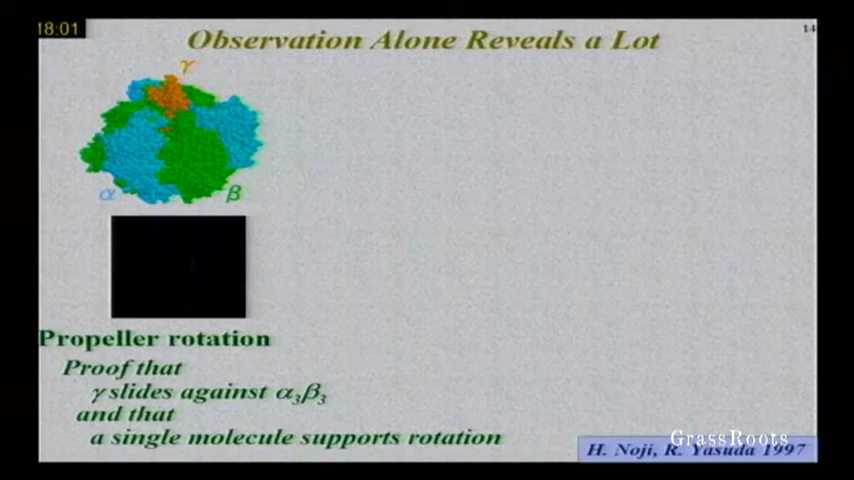 18:01
14
Observation Alone Reveals a Lot
γ
α
β
Propeller rotation
Proof that
γ slides against α₃β₃
and that
a single molecule supports rotation
GrassRoots
H. Noji, R. Yasuda 1997